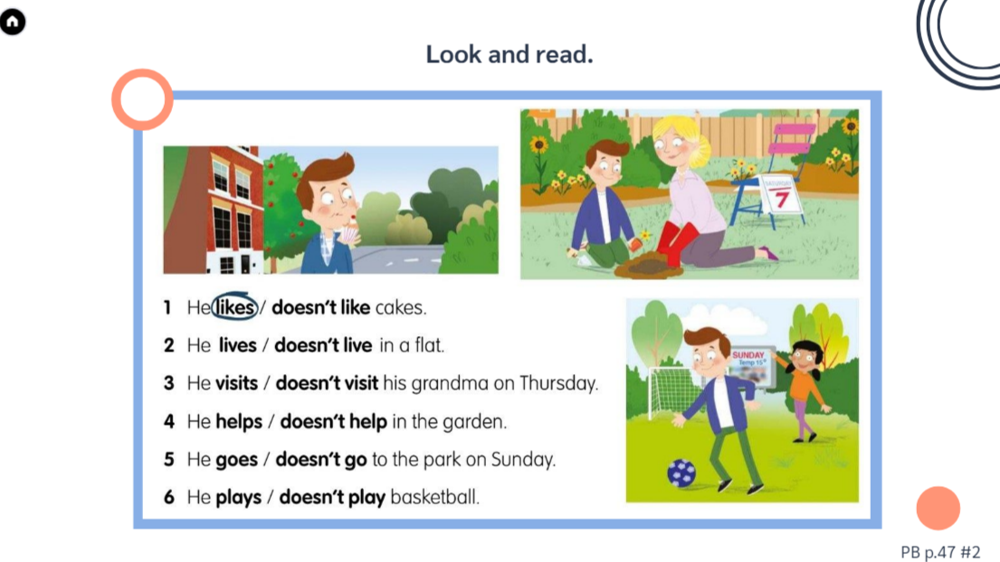 Look and read.
SATURDAY
7
1 He likes / doesn't like cakes.
2 He lives / doesn't live in a flat.
3 He visits / doesn't visit his grandma on Thursday.
4 He helps / doesn't help in the garden.
5 He goes / doesn't go to the park on Sunday.
6 He plays / doesn't play basketball.
SUNDAY
Temp 15°
PB p.47 #2